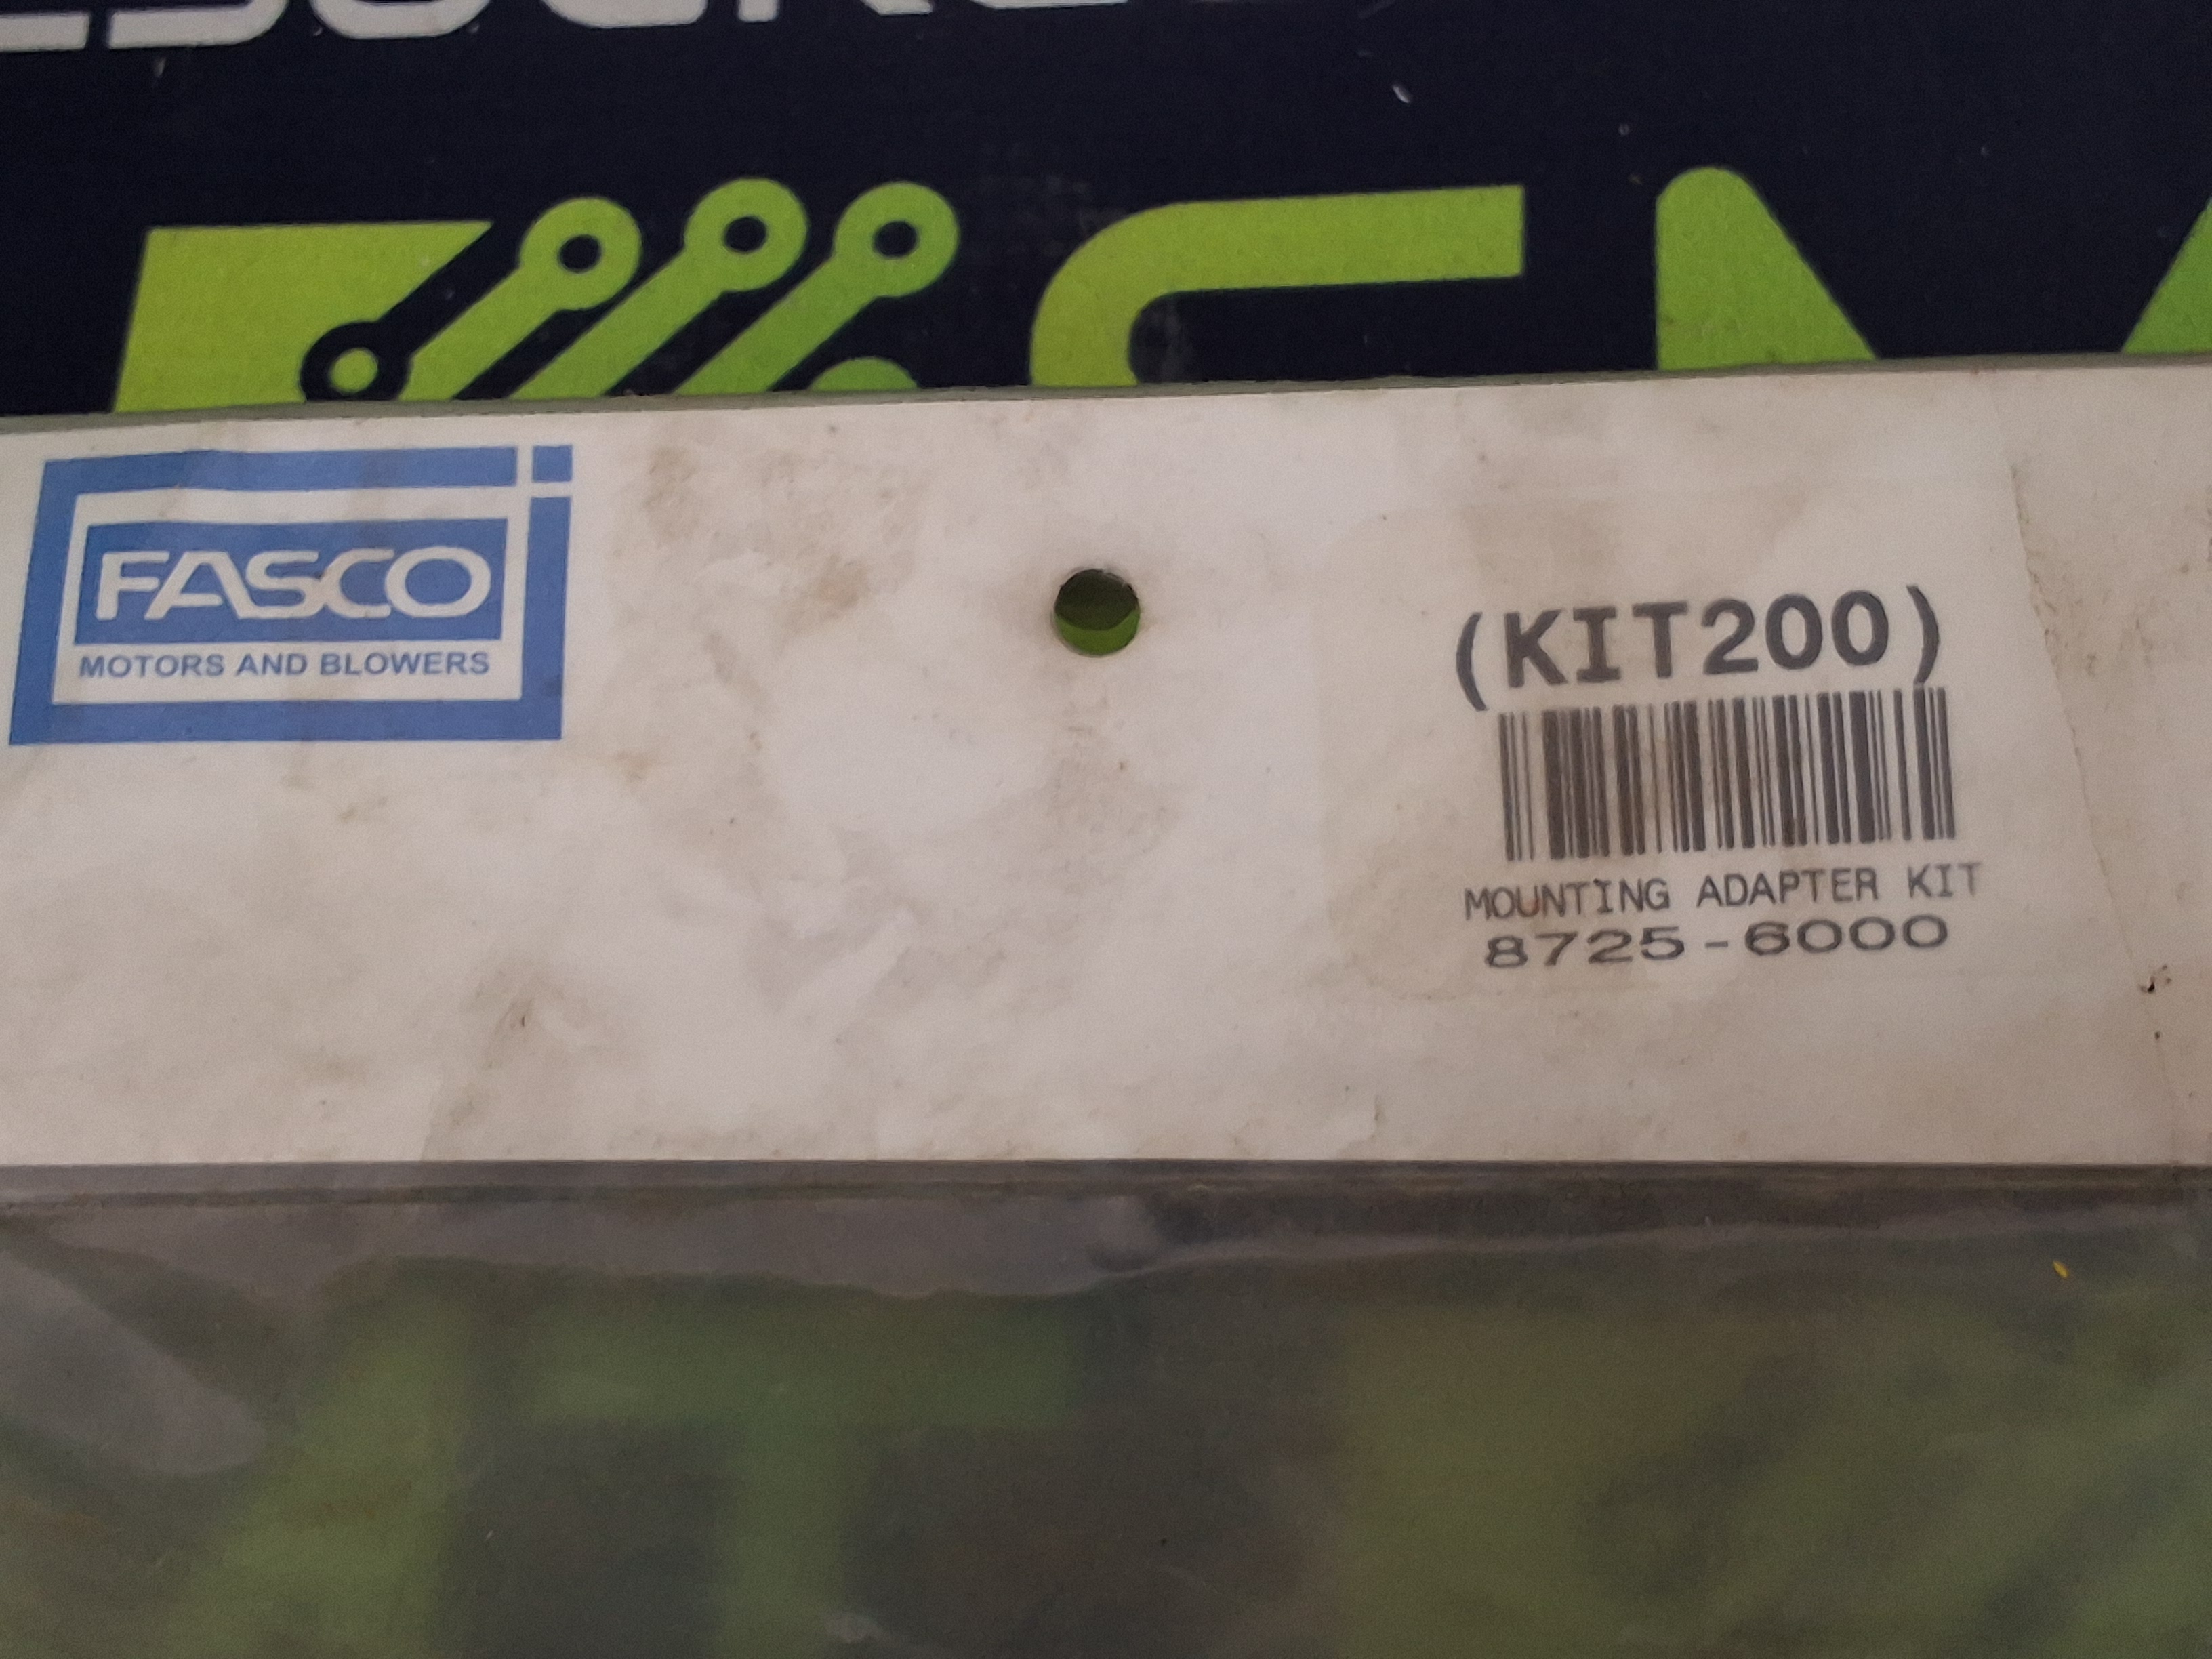 FASCO
MOTORS AND BLOWERS
(KIT200)
MOUNTING ADAPTER KIT
8725-6000